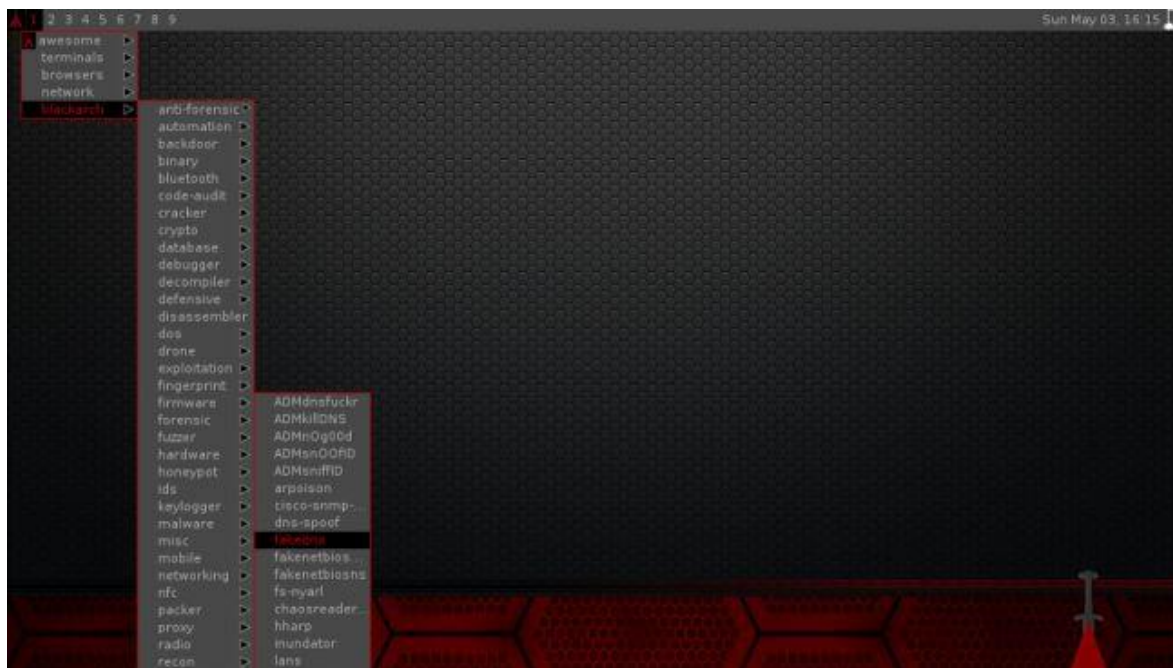 1 2 3 4 5 6 7 8 9
Sun May 03, 16:15
awesome
terminals
browsers
network
blackarch
anti-forensic
automation
backdoor
binary
bluetooth
code-audit
cracker
crypto
database
debugger
decompiler
defensive
disassembler
dos
drone
exploitation
fingerprint
firmware
forensic
fuzzer
hardware
honeypot
ids
keylogger
malware
misc
mobile
networking
nfc
packer
proxy
radio
recon
ADMdnsfuckr
ADMkillDNS
ADMnOg00d
ADMsnOOfID
ADMsniffID
arpoison
cisco-snmp-...
dns-spoof
fakedns
fakenetbios ...
fakenetbiosns
fs-nyarl
chaosreader...
hharp
mundator
lans